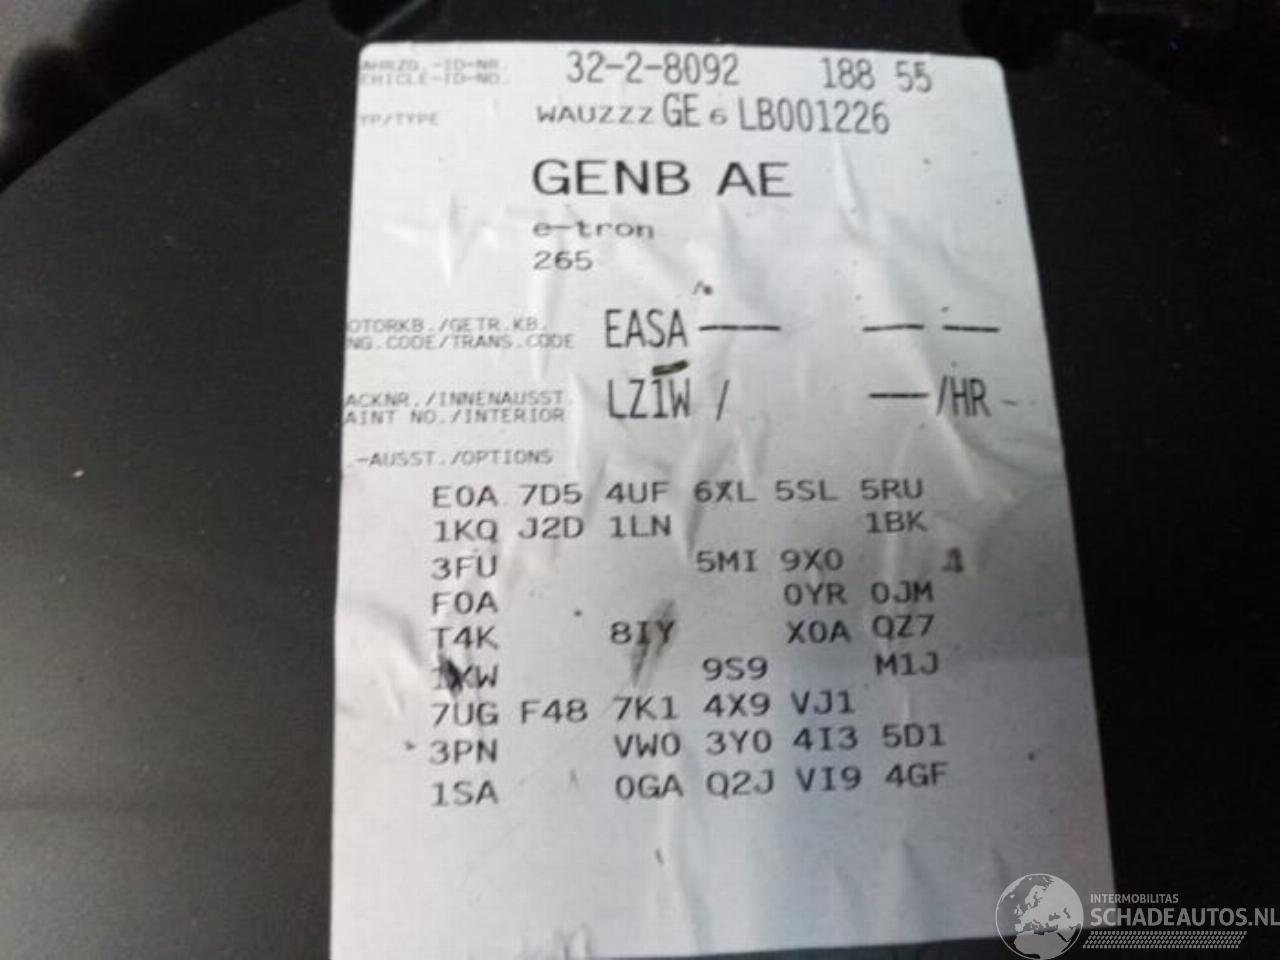 AHRZG.-ID-NR. 32-2-8092 188 55
EHICLE-ID-NO.
YP/TYPE WAUZZZ GE 6 LB001226
GENB AE
e-tron
265
OTORKB./GETR.KB. EASA --- -- --
NG.CODE/TRANS.CODE
ACKNR./INNENAUSST. LZ1W / ---/HR
AINT NO./INTERIOR
.-AUSST./OPTIONS
E0A 7D5 4UF 6XL 5SL 5RU
1KQ J2D 1LN 1BK
3FU 5MI 9X0
F0A 0YR 0JM
T4K 8IY X0A QZ7
1XW 9S9 M1J
7UG F48 7K1 4X9 VJ1
3PN VW0 3Y0 4I3 5D1
1SA 0GA Q2J VI9 4GF
INTERMOBILITAS
SCHADEAUTOS.NL